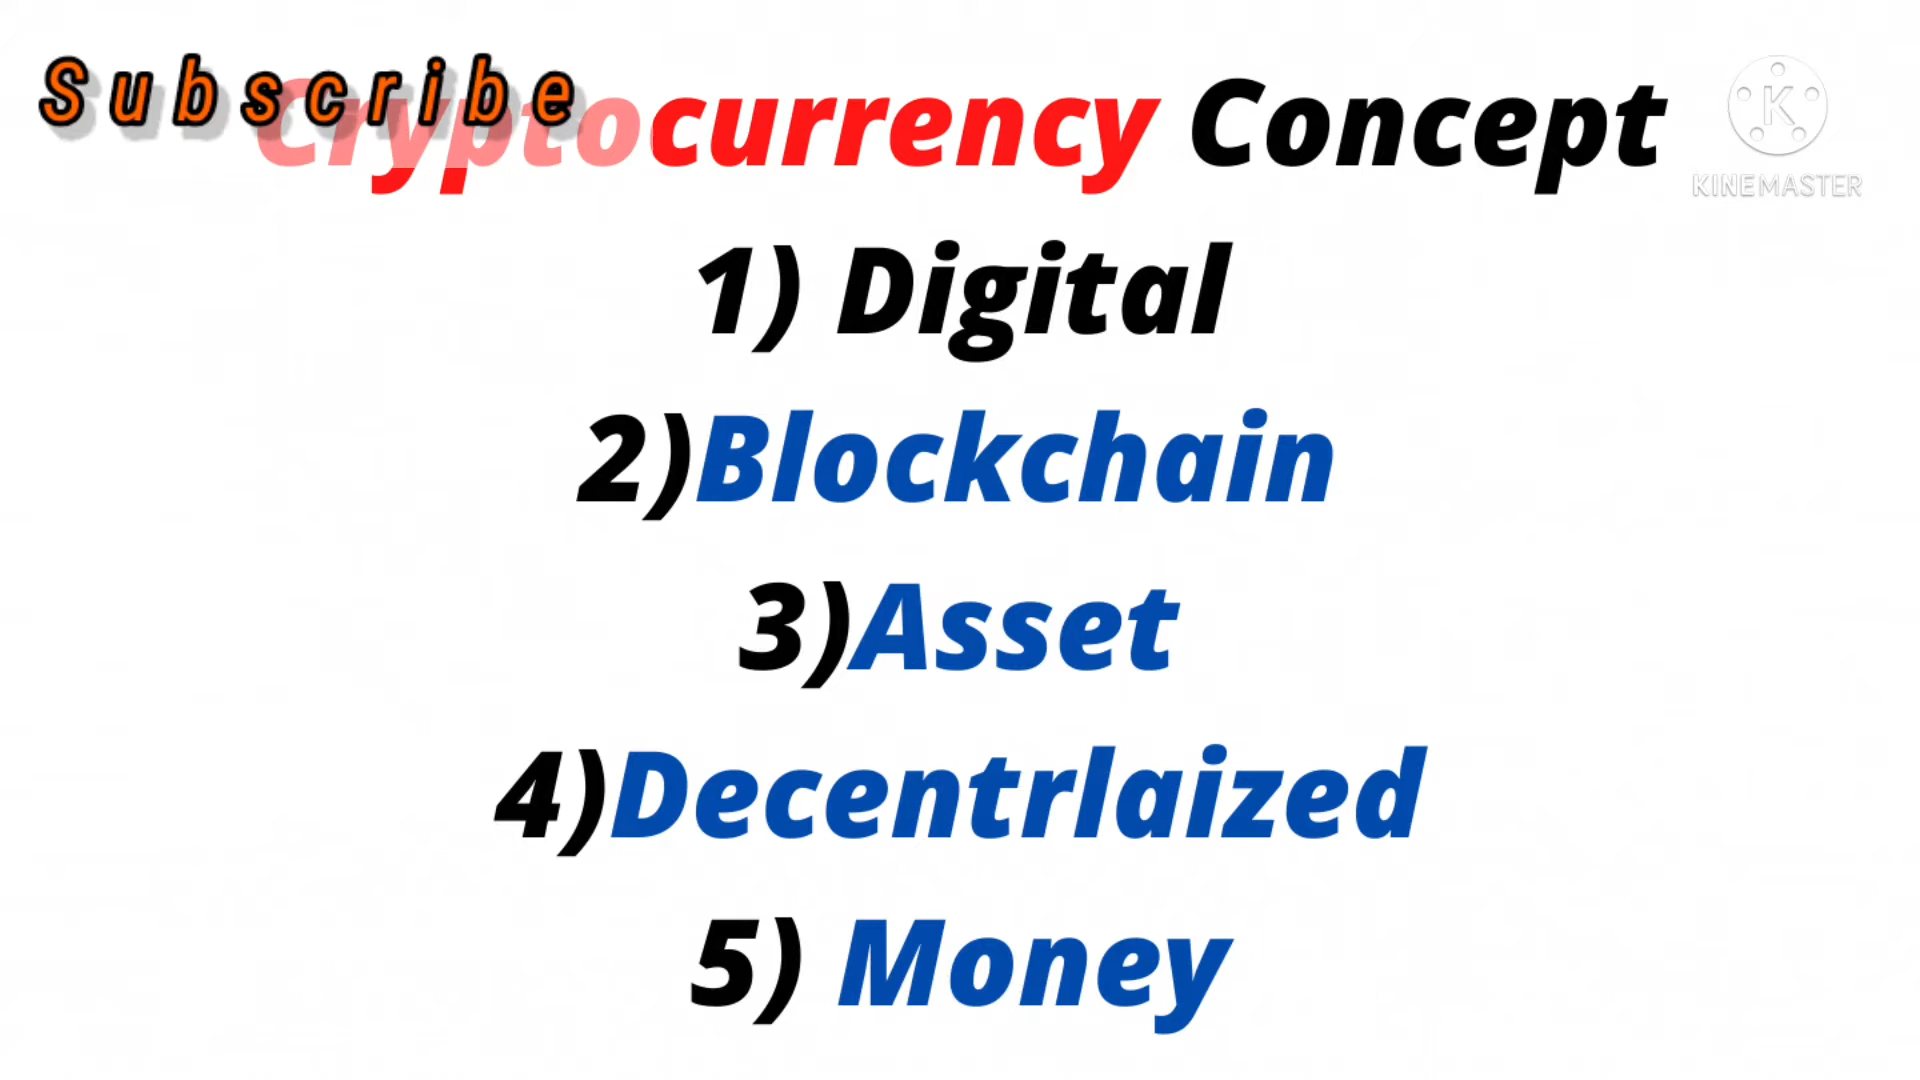 Subscribe
Cryptocurrency Concept
KINEMASTER
1) Digital
2)Blockchain
3)Asset
4)Decentrlaized
5) Money